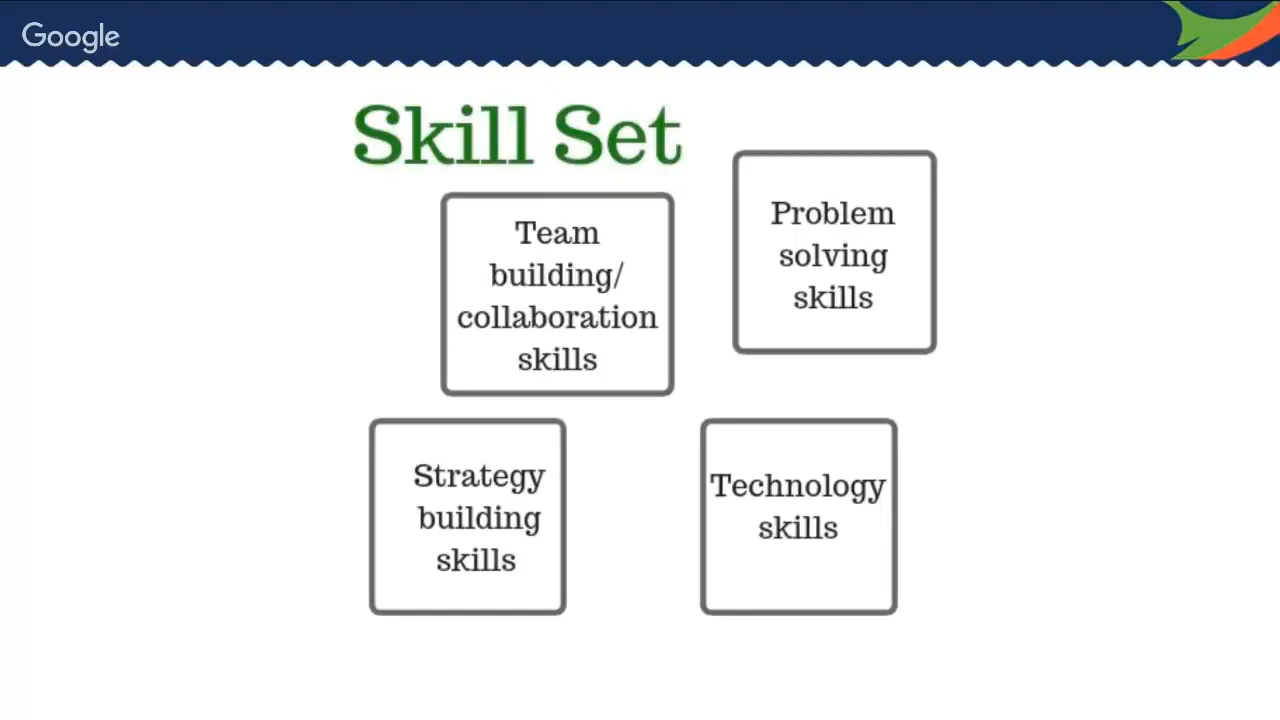 Google
Skill Set
Team
building/
collaboration
skills
Problem
solving
skills
Strategy
building
skills
Technology
skills